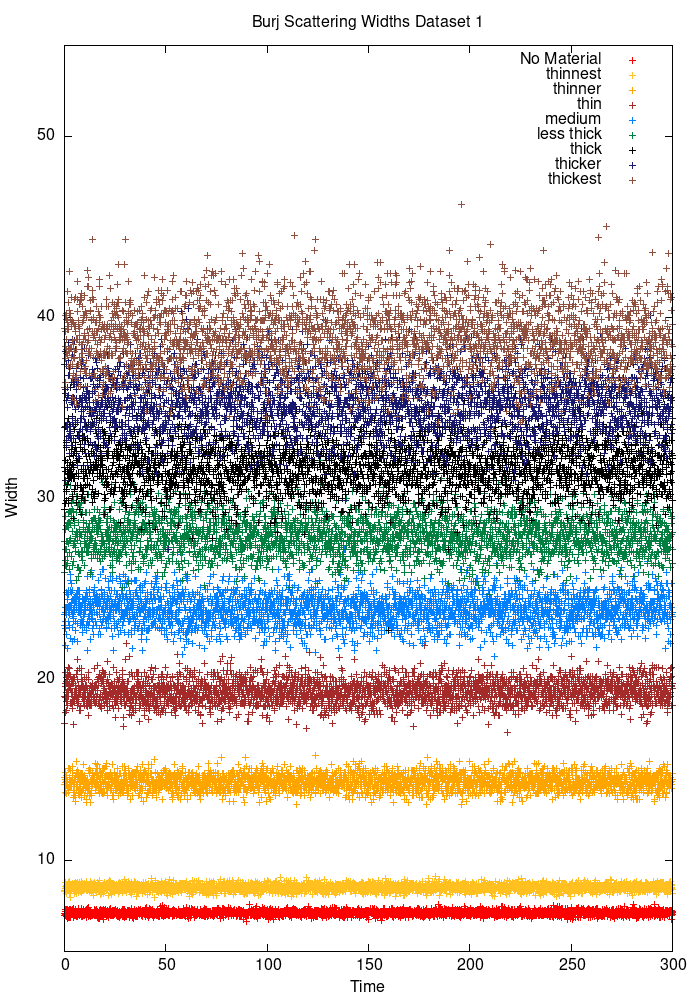 Burj Scattering Widths Dataset 1
No Material
thinnest
thinner
thin
medium
less thick
thick
thicker
thickest
50
40
30
20
10
Width
0 50 100 150 200 250 300
Time